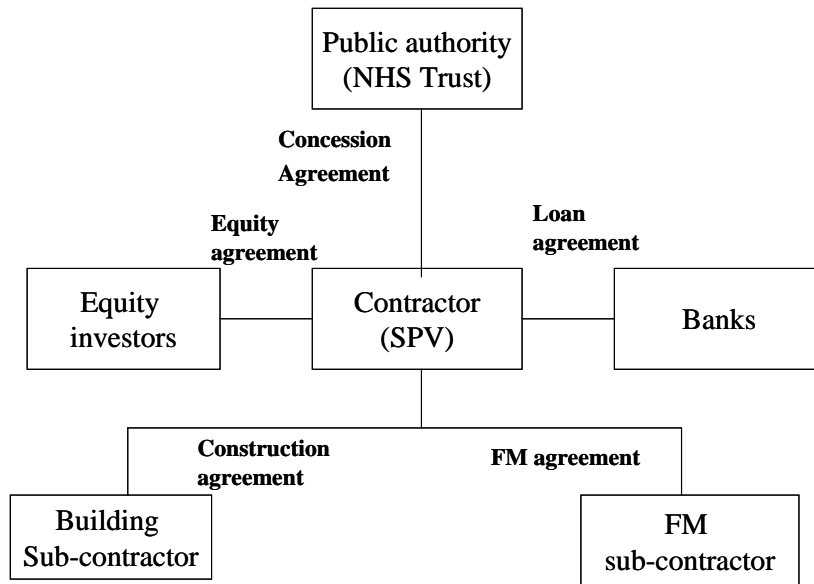 Public authority
(NHS Trust)
Concession
Agreement
Equity
agreement
Loan
agreement
Equity
investors
Contractor
(SPV)
Banks
Construction
agreement
FM agreement
Building
Sub-contractor
FM
sub-contractor